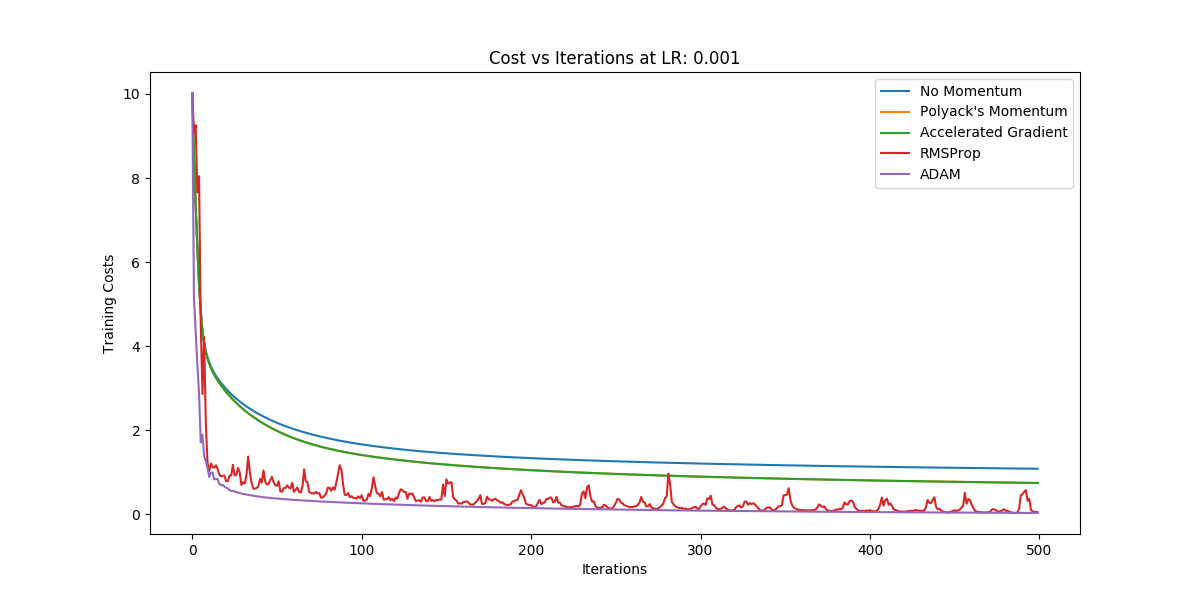 Cost vs Iterations at LR: 0.001
No Momentum
Polyack's Momentum
Accelerated Gradient
RMSProp
ADAM
10
8
6
4
2
0
Training Costs
0 100 200 300 400 500
Iterations